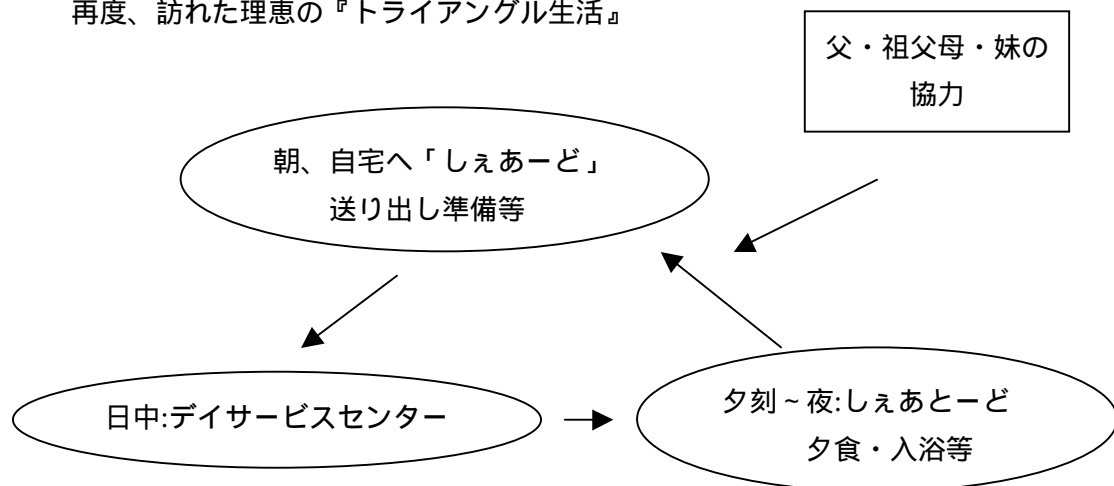 再度、訪れた理恵の『トライアングル生活』
父・祖父母・妹の
協力
朝、自宅へ「しぇあーど」
送り出し準備等
日中:デイサービスセンター
夕刻~夜:しぇあとーど
夕食・入浴等